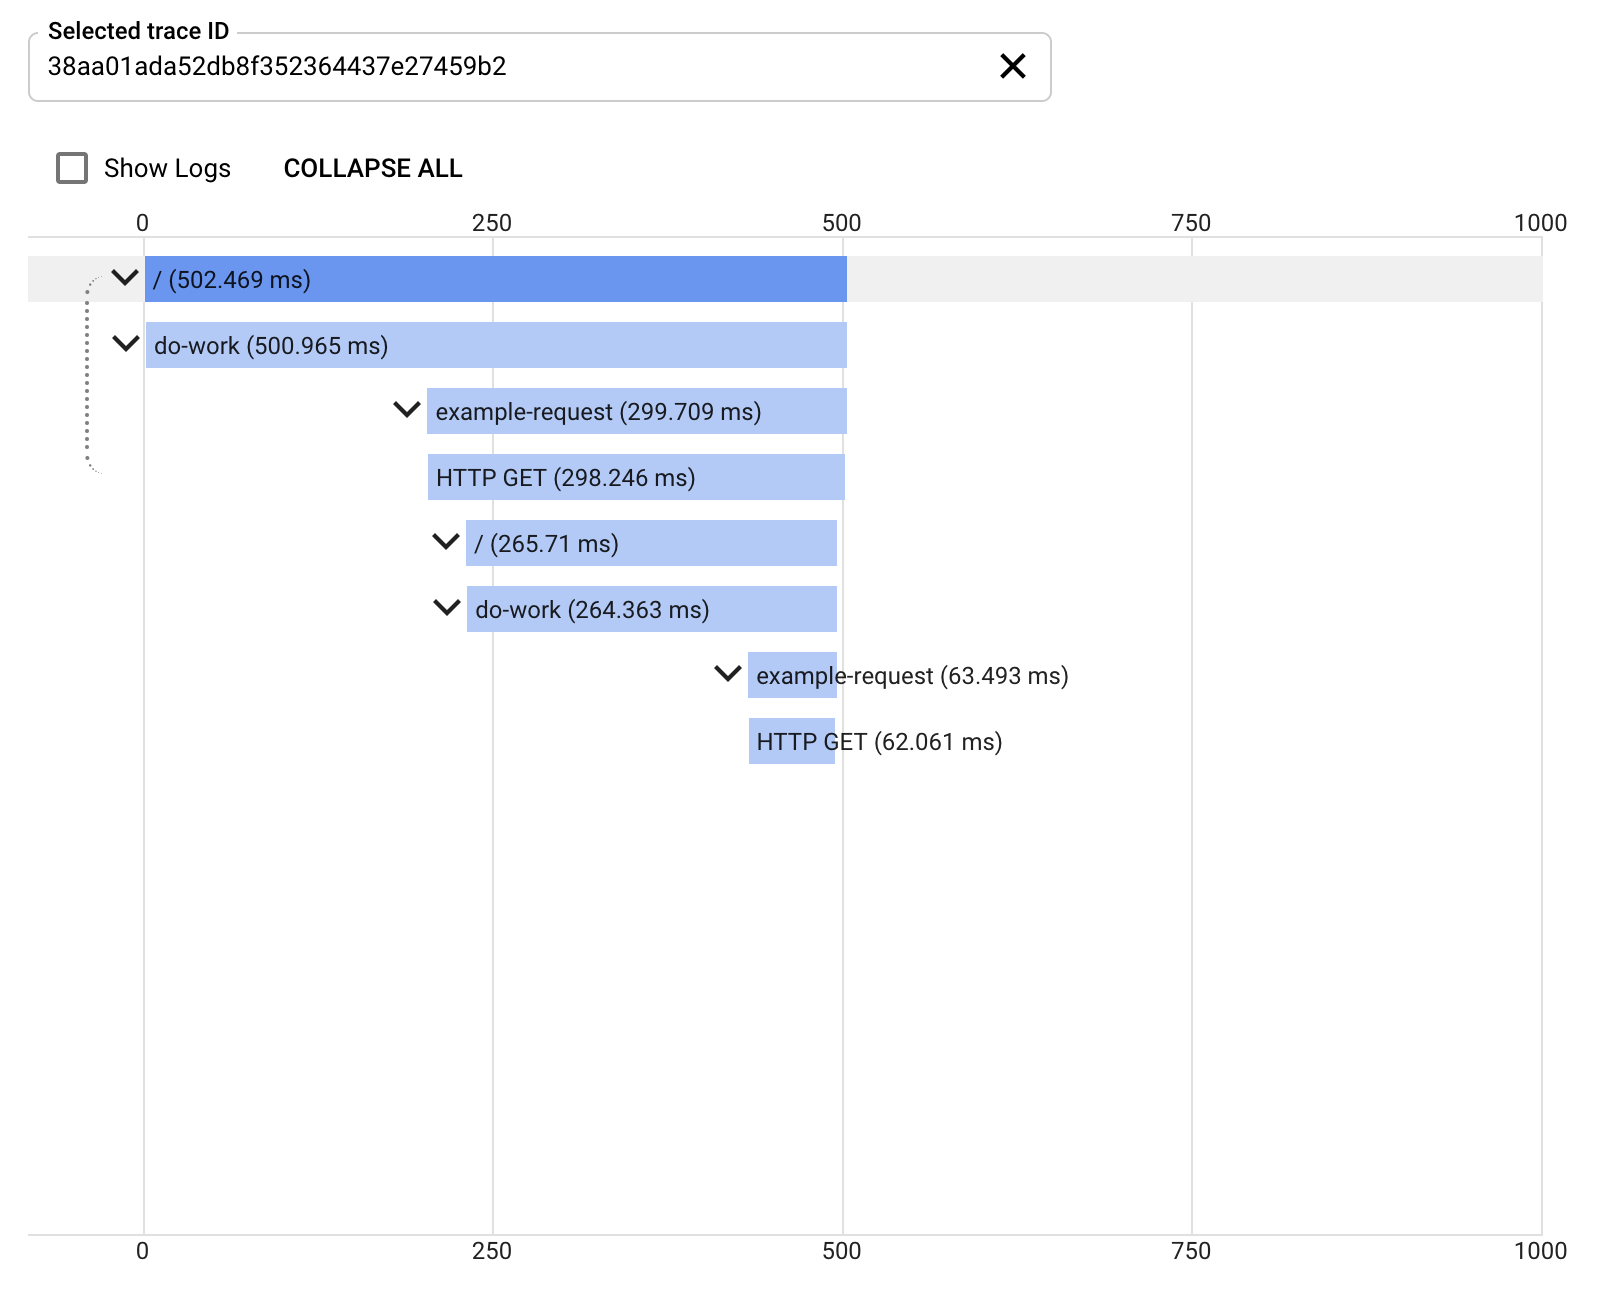 Selected trace ID
38aa01ada52db8f352364437e27459b2
Show Logs COLLAPSE ALL
0 250 500 750 1000
/ (502.469 ms)
do-work (500.965 ms)
example-request (299.709 ms)
HTTP GET (298.246 ms)
/ (265.71 ms)
do-work (264.363 ms)
example-request (63.493 ms)
HTTP GET (62.061 ms)
0 250 500 750 1000